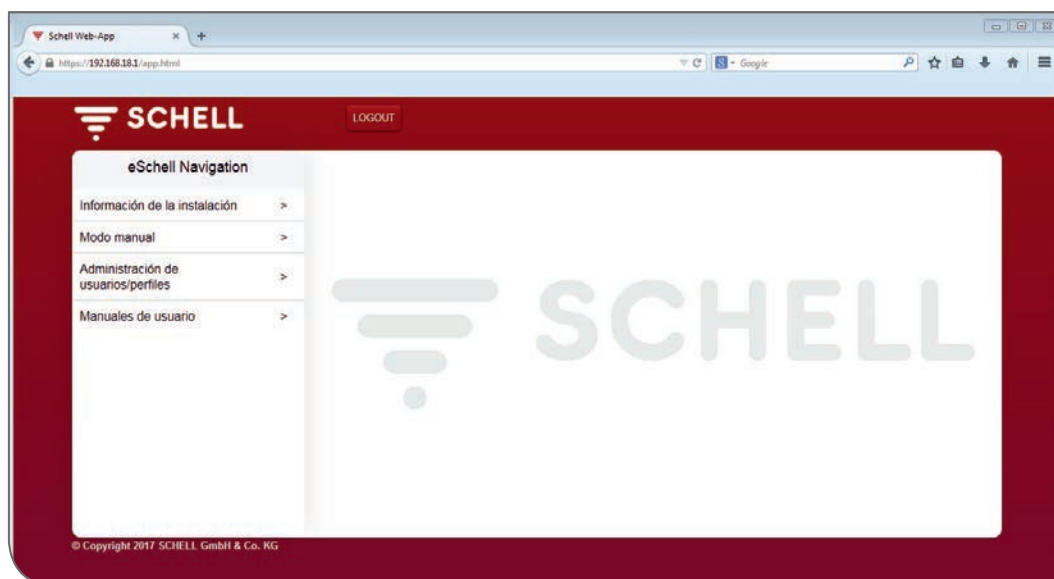 Schell Web-App
https://192.168.18.1/app.html
Google
SCHELL
LOGOUT
eSchell Navigation
Información de la instalación >
Modo manual >
Administración de
usuarios/perfiles >
Manuales de usuario >
SCHELL
© Copyright 2017 SCHELL GmbH & Co. KG